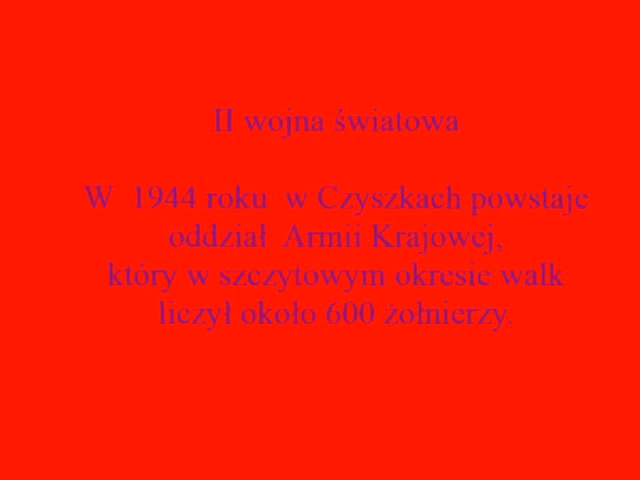 II wojna światowa
W 1944 roku w Czyszkach powstaje
oddział Armii Krajowej,
który w szczytowym okresie walk
liczył około 600 żołnierzy.